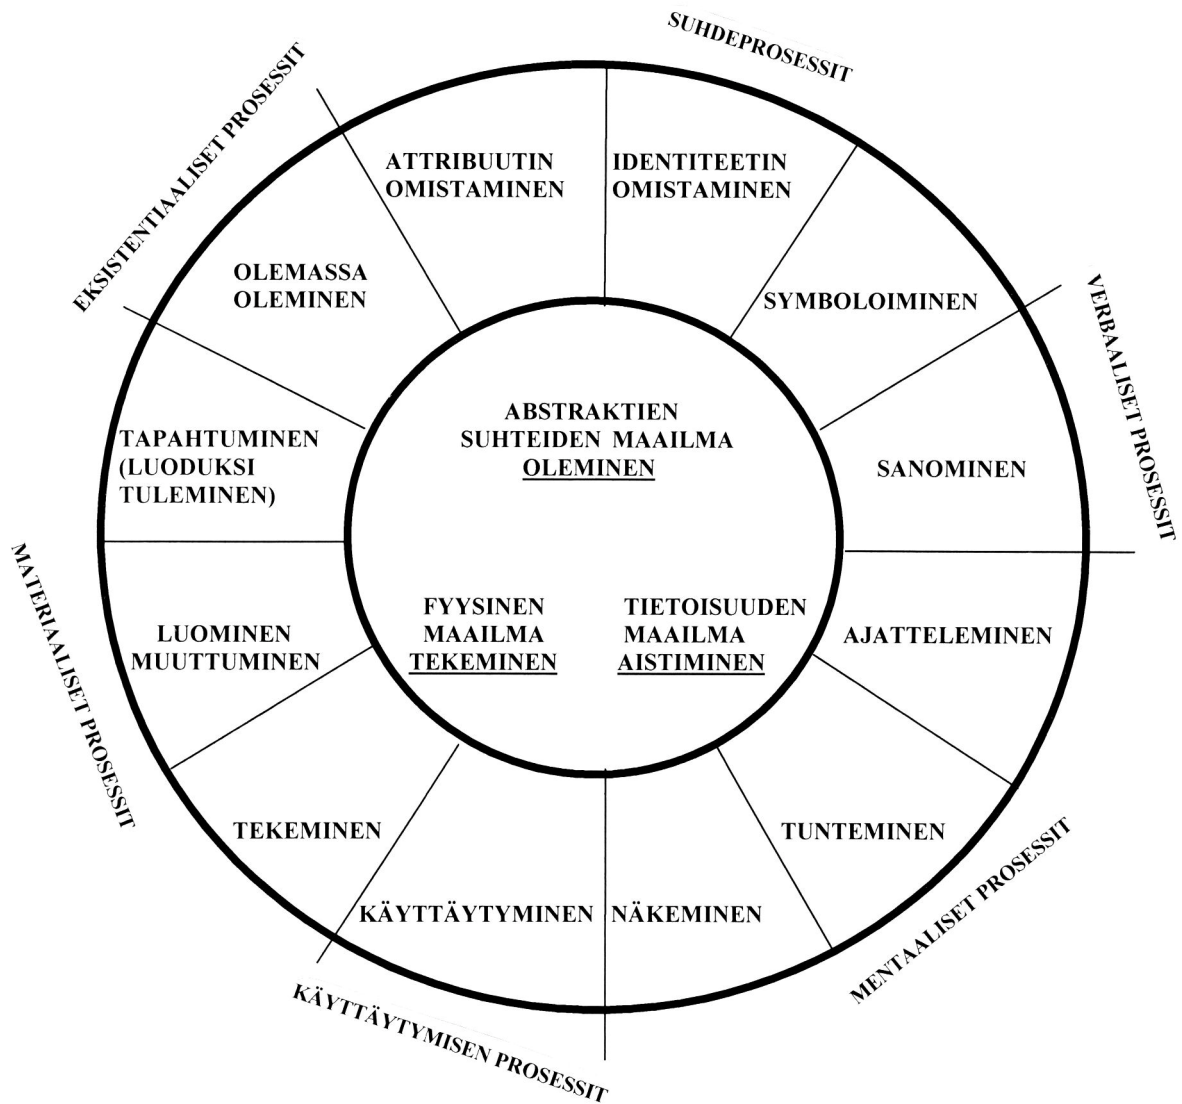 SUHDEPROSESSIT
EKSISTENTIAALISET PROSESSIT
ATTRIBUUTIN
OMISTAMINEN
IDENTITEETIN
OMISTAMINEN
OLEMASSA
OLEMINEN
SYMBOLOIMINEN
VERBAALISET PROSESSIT
ABSTRAKTIEN
SUHTEIDEN MAAILMA
OLEMINEN
TAPAHTUMINEN
(LUODUKSI
TULEMINEN)
SANOMINEN
MATERIAALISET PROSESSIT
FYYSINEN
MAAILMA
TEKEMINEN
TIETOISUUDEN
MAAILMA
AISTIMINEN
LUOMINEN
MUUTTUMINEN
AJATTELEMINEN
TEKEMINEN
TUNTEMINEN
MENTAALISET PROSESSIT
KÄYTTÄYTYMINEN
NÄKEMINEN
KÄYTTÄYTYMISEN PROSESSIT